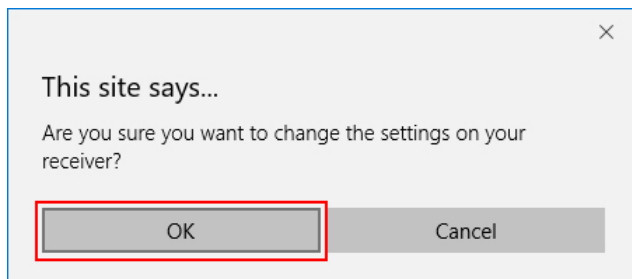 This site says...
Are you sure you want to change the settings on your
receiver?
OK
Cancel